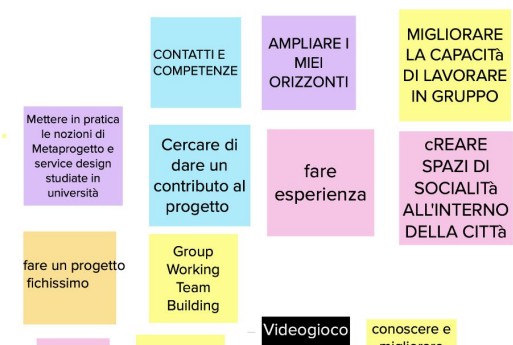 CONTATTI E
COMPETENZE
AMPLIARE I
MIEI
ORIZZONTI
MIGLIORARE
LA CAPACITà
DI LAVORARE
IN GRUPPO
Mettere in pratica
le nozioni di
Metaprogetto e
service design
studiate in
università
Cercare di
dare un
contributo al
progetto
fare
esperienza
cREARE
SPAZI DI
SOCIALITà
ALL'INTERNO
DELLA CITTà
fare un progetto
fichissimo
Group
Working
Team
Building
Videogioco
conoscere e
migliorare